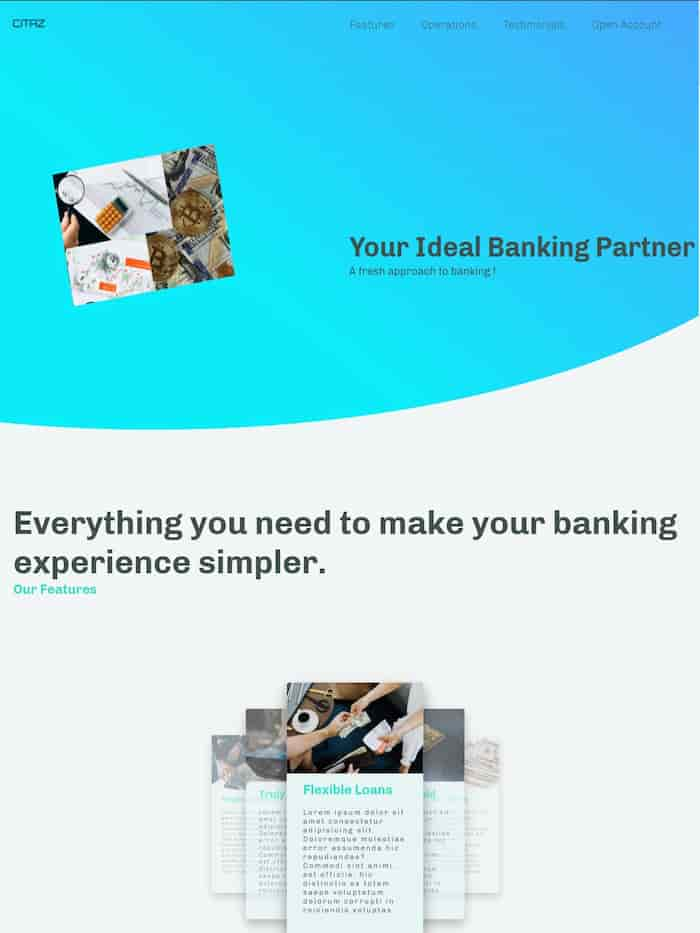 CITRZ
Features Operations Testimonials Open Account
Your Ideal Banking Partner
A fresh approach to banking !
Everything you need to make your banking
experience simpler.
Our Features
Truly
Flexible Loans
Lorem ipsum dolor sit
amet consectetur
adipisicing elit.
Doloremque molestiae
error assumenda hic
repudiandae?
Commodi sint animi,
est officiis, hic
distinctio ex totam
saepe voluptatum
dolorum corrupti in
reiciendis voluptas.